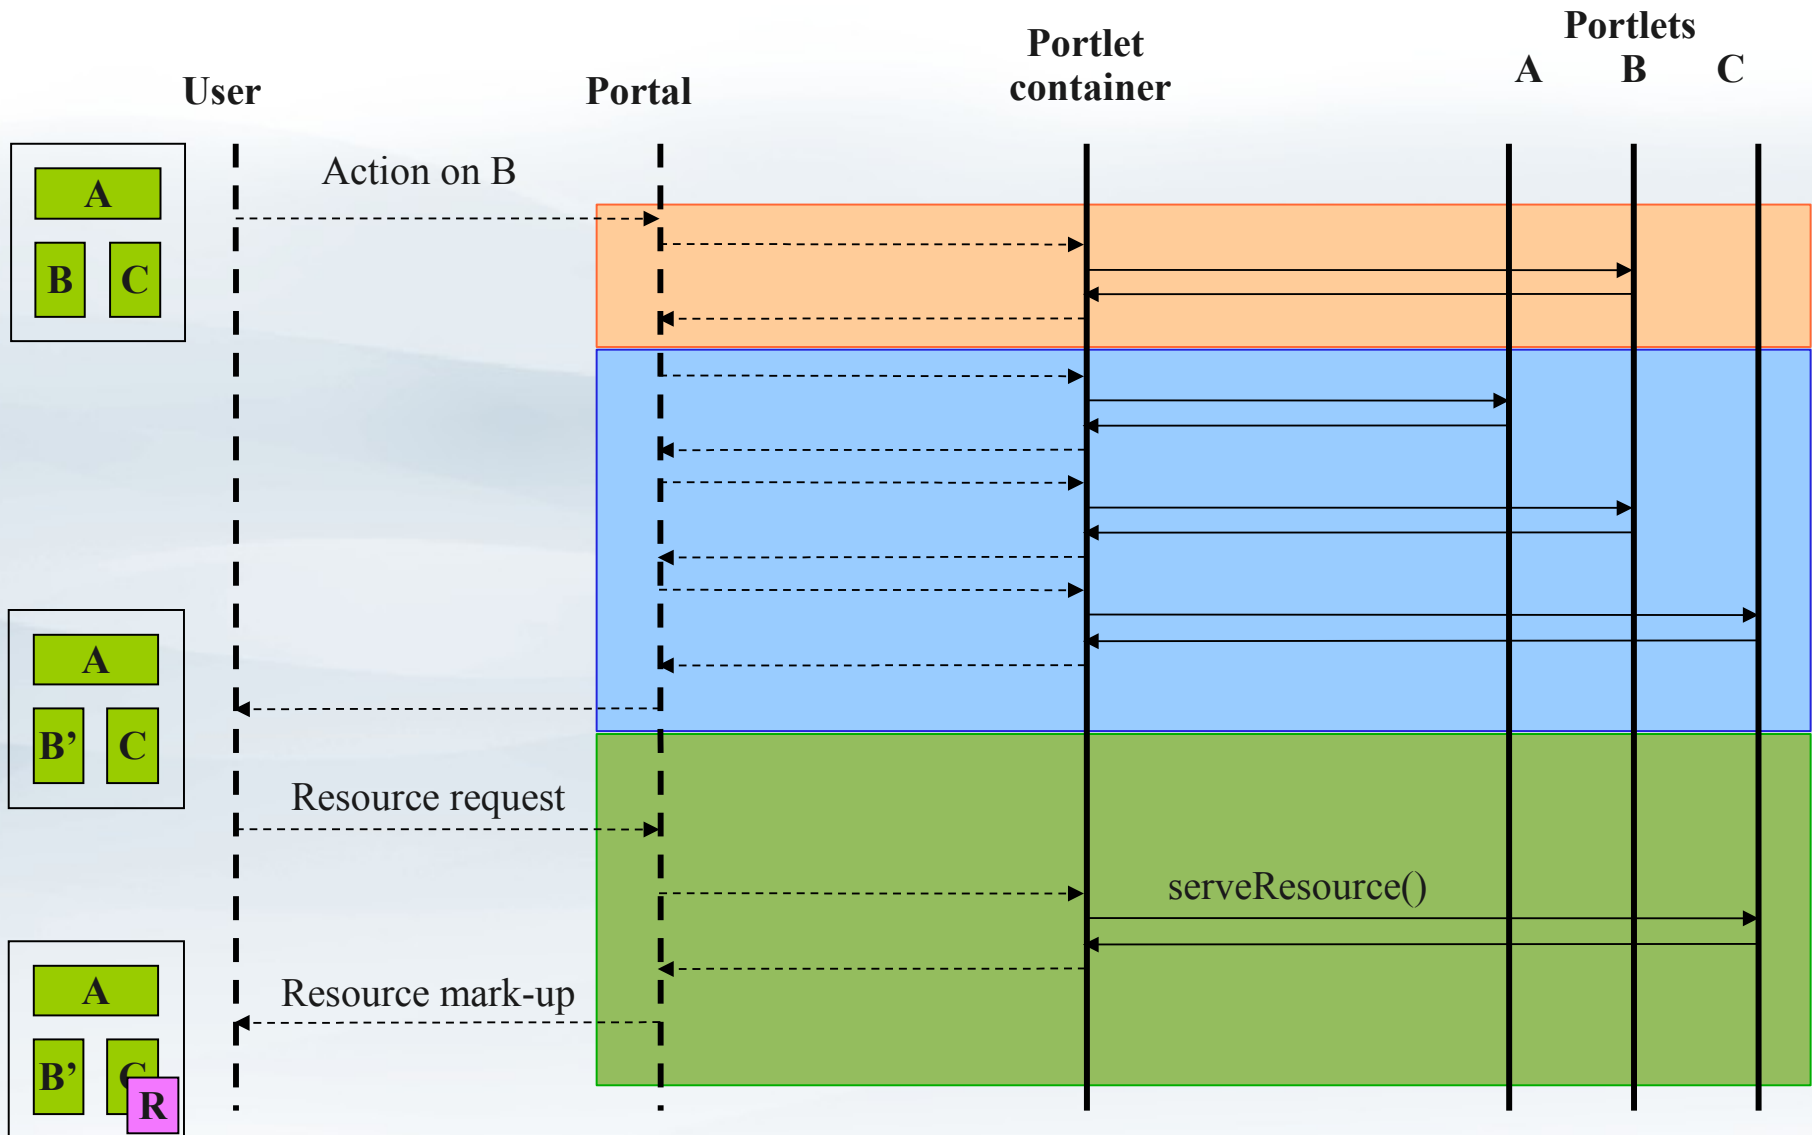 Portlets
Portlet
container
User
Portal
A
B
C
Action on B
A
B
C
A
B’
C
Resource request
serveResource()
Resource mark-up
A
B’
C
R